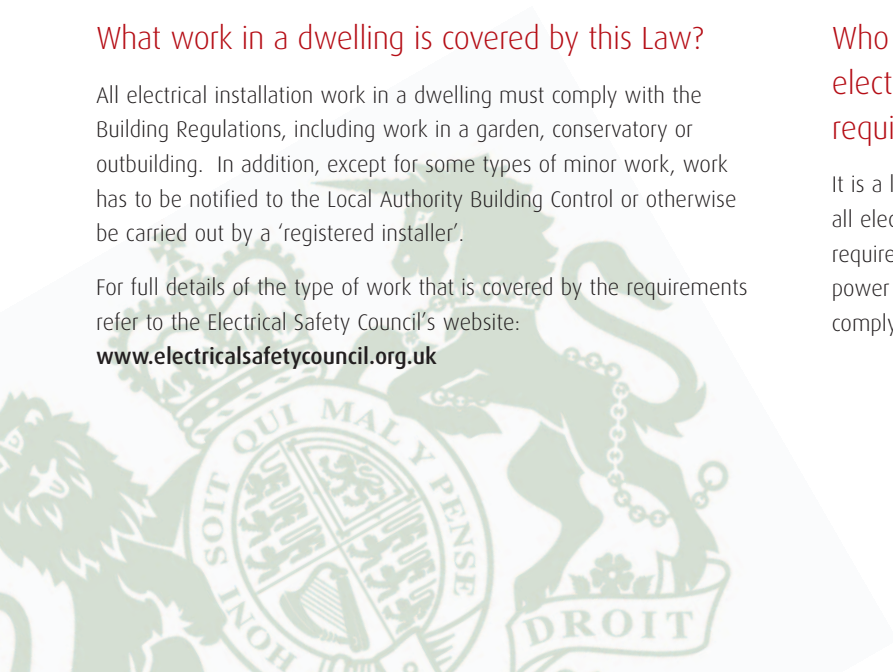 What work in a dwelling is covered by this Law?
All electrical installation work in a dwelling must comply with the
Building Regulations, including work in a garden, conservatory or
outbuilding. In addition, except for some types of minor work, work
has to be notified to the Local Authority Building Control or otherwise
be carried out by a ‘registered installer’.
For full details of the type of work that is covered by the requirements
refer to the Electrical Safety Council’s website:
www.electricalsafetycouncil.org.uk
Who
elect
requi
It is a l
all elec
require
power
comply
HONI SOIT QUI MAL Y PENSE
DROIT